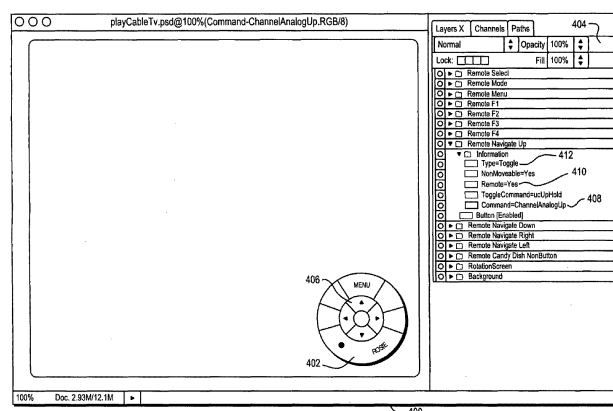 playCableTv.psd@100%(Command-ChannelAnalogUp.RGB/8)
Layers X Channels Paths
404
Normal Opacity 100%
Lock: Fill 100%
Remote Select
Remote Mode
Remote Menu
Remote F1
Remote F2
Remote F3
Remote F4
Remote Navigate Up
Information
Type=Toggle 412
NonMoveable=Yes 410
Remote=Yes
ToggleCommand=ucUpHold 408
Command=ChannelAnalogUp
Button [Enabled]
Remote Navigate Down
Remote Navigate Right
Remote Navigate Left
Remote Candy Dish NonButton
RotationScreen
Background
406
MENU
ROSIE
402
100% Doc. 2.93M/12.1M
400